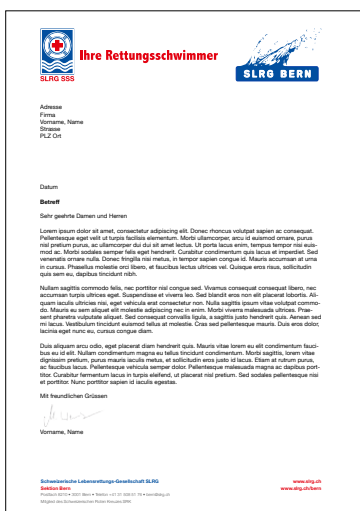 SLRG SSS
Ihre Rettungsschwimmer
SLRG BERN
Adresse
Firma
Vorname, Name
Strasse
PLZ Ort
Datum
Betreff
Sehr geehrte Damen und Herren
Lorem ipsum dolor sit amet, consectetur adipiscing elit. Donec rhoncus volutpat sapien ac consequat.
Pellentesque eget velit ut turpis facilisis elementum. Morbi ullamcorper, arcu id euismod ornare, purus
nisl pretium purus, ac ullamcorper dui dui sit amet lectus. Ut porta lacus enim, tempus tempor nisi euis-
mod ac. Morbi sodales semper felis eget hendrerit. Curabitur condimentum quis lacus et imperdiet. Sed
venenatis ornare nulla. Donec fringilla nisi metus, in tempor sapien congue id. Mauris accumsan at urna
in cursus. Phasellus molestie orci libero, et faucibus lectus ultrices vel. Quisque eros risus, sollicitudin
quis sem eu, dapibus tincidunt nibh.
Nullam sagittis commodo felis, nec porttitor nisl congue sed. Vivamus consequat consequat libero, nec
accumsan turpis ultrices eget. Suspendisse et viverra leo. Sed blandit eros non elit placerat lobortis. Ali-
quam iaculis ultricies nisi, eget vehicula erat consectetur non. Nulla sagittis ipsum vitae volutpat commo-
do. Mauris eu sem aliquet elit molestie adipiscing nec in enim. Morbi viverra malesuada ultrices. Prae-
sent pharetra vulputate aliquet. Sed consequat convallis ligula, a sagittis justo hendrerit quis. Aenean sed
mi lacus. Vestibulum tincidunt euismod tellus at molestie. Cras sed pellentesque mauris. Duis eros dolor,
lacinia eget nunc eu, cursus congue diam.
Duis aliquam arcu odio, eget placerat diam hendrerit quis. Mauris vitae lorem eu elit condimentum fauci-
bus eu id elit. Nullam condimentum magna eu tellus tincidunt condimentum. Morbi sagittis, lorem vitae
dignissim pretium, purus mauris iaculis metus, et sollicitudin eros justo id lacus. Etiam at rutrum purus,
ac faucibus lacus. Pellentesque vehicula semper dolor. Pellentesque malesuada magna ac dapibus port-
titor. Curabitur fermentum lacus in turpis eleifend, ut placerat nisl pretium. Sed sodales pellentesque nisi
et porttitor. Nunc porttitor sapien id iaculis egestas.
Mit freundlichen Grüssen
Vorname, Name
Schweizerische Lebensrettungs-Gesellschaft SLRG www.slrg.ch
Sektion Bern www.slrg.ch/bern
Postfach 6210 • 3001 Bern •
Mitglied des Schweizerischen Roten Kreuzes SRK